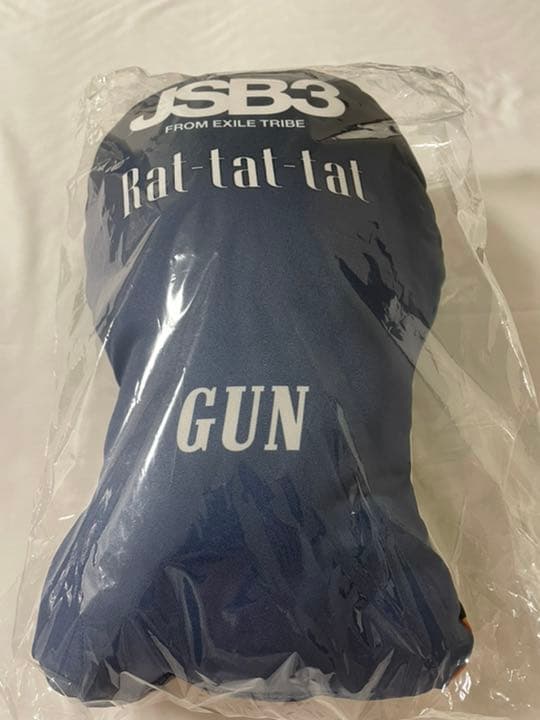 JSB3
FROM EXILE TRIBE
Rat-tat-tat
GUN